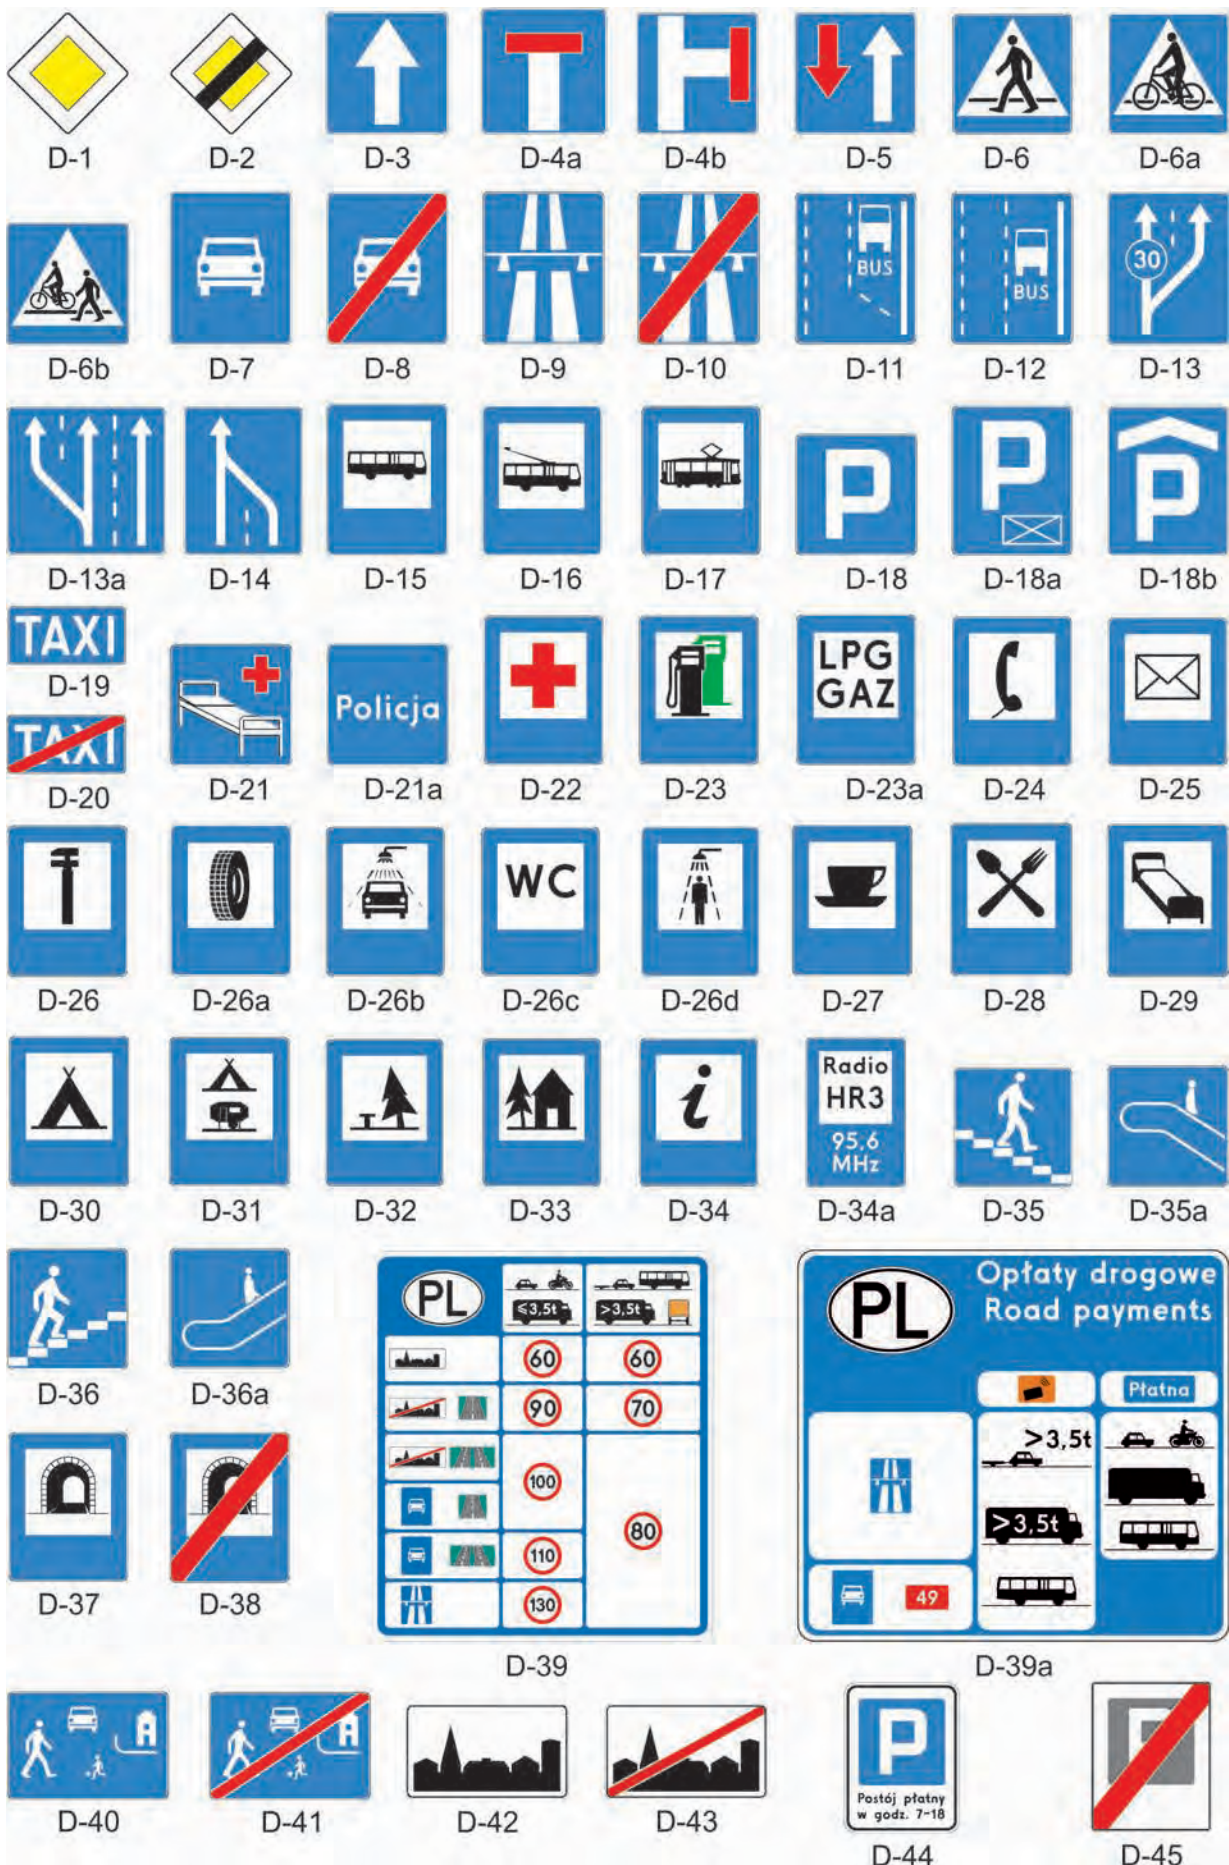 D-1 D-2 D-3 D-4a D-4b D-5 D-6 D-6a
BUS BUS 30
D-6b D-7 D-8 D-9 D-10 D-11 D-12 D-13
P P P
D-13a D-14 D-15 D-16 D-17 D-18 D-18a D-18b
TAXI
D-19
Policja
LPG
GAZ
TAXI
D-20 D-21 D-21a D-22 D-23 D-23a D-24 D-25
WC
D-26 D-26a D-26b D-26c D-26d D-27 D-28 D-29
i
Radio
HR3
95,6
MHz
D-30 D-31 D-32 D-33 D-34 D-34a D-35 D-35a
D-36 D-36a
D-37 D-38
PL
≤3,5t >3,5t
60 60
90 70
100
80
110
130
D-39
PL
Opłaty drogowe
Road payments
Płatna
>3,5t
>3,5t
49
D-39a
D-40 D-41 D-42 D-43
P
Postój płatny
w godz. 7-18
D-44
P
D-45